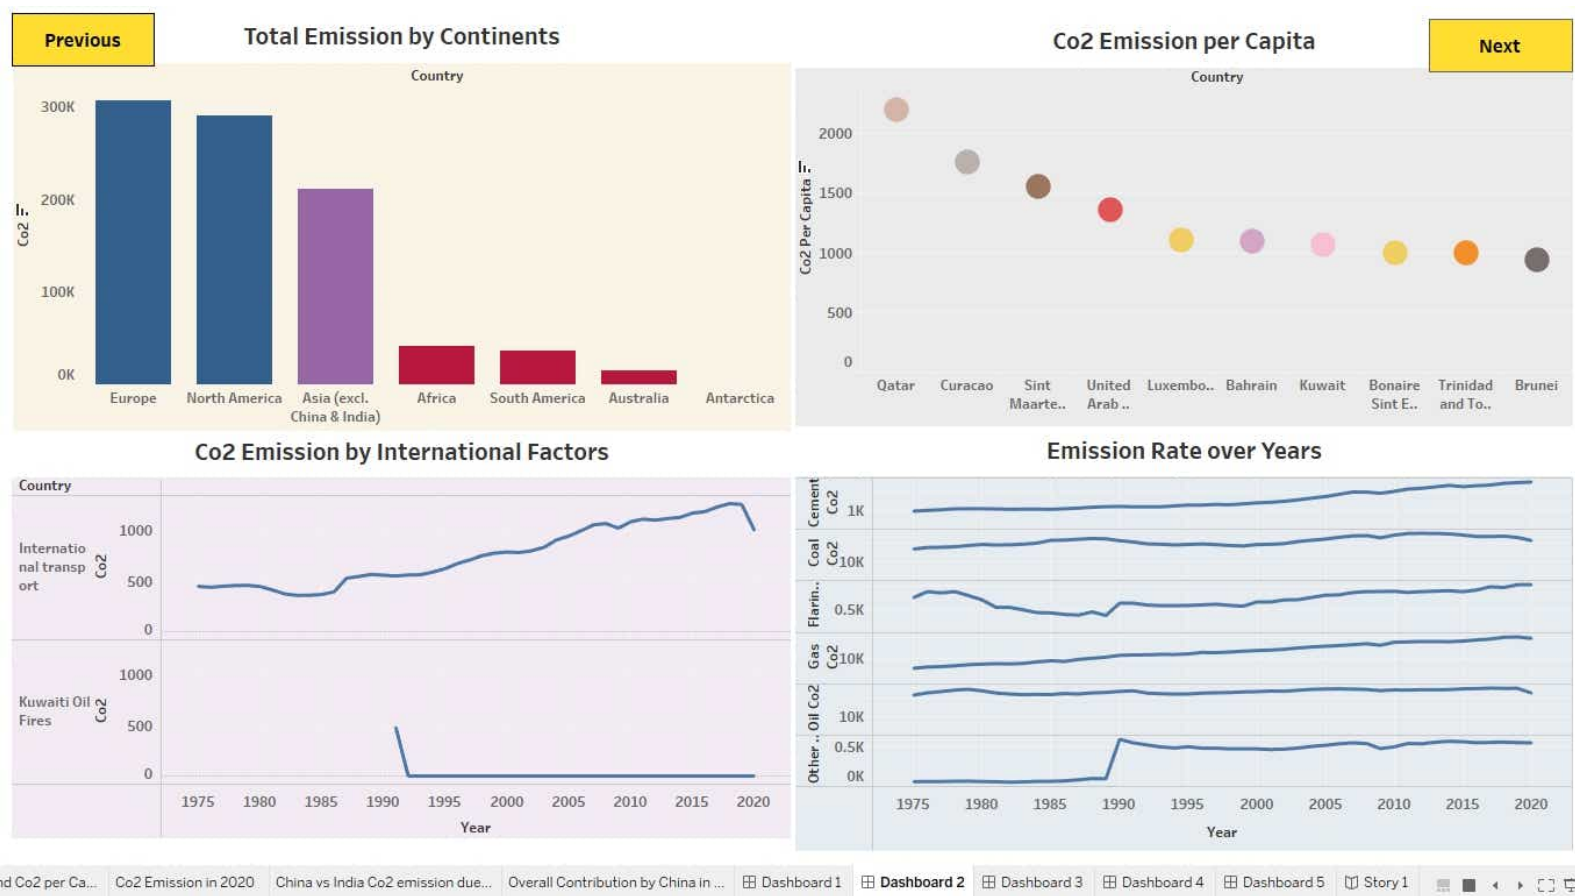 Previous
Total Emission by Continents
Country
300K
200K
100K
0K
Co2
Europe
North America
Asia (excl.
China & India)
Africa
South America
Australia
Antarctica
Co2 Emission per Capita
Next
Country
2000
1500
1000
500
0
Co2 Per Capita
Qatar
Curacao
Sint
Maarte..
United
Arab ..
Luxembo..
Bahrain
Kuwait
Bonaire
Sint E..
Trinidad
and To..
Brunei
Co2 Emission by International Factors
Country
Internatio
nal transp
ort
Co2
1000
500
0
Kuwaiti Oil
Fires
Co2
1000
500
0
1975 1980 1985 1990 1995 2000 2005 2010 2015 2020
Year
Emission Rate over Years
Cement
Co2
1K
Coal
Co2
10K
Flarin..
0.5K
Gas
Co2
10K
Oil Co2
10K
Other ..
0.5K
0K
1975 1980 1985 1990 1995 2000 2005 2010 2015 2020
Year
nd Co2 per Ca... Co2 Emission in 2020 China vs India Co2 emission due... Overall Contribution by China in ... Dashboard 1 Dashboard 2 Dashboard 3 Dashboard 4 Dashboard 5 Story 1